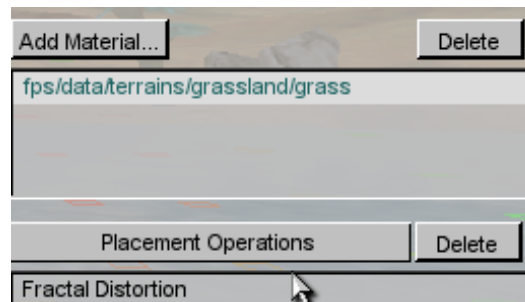 Add Material... Delete
fps/data/terrains/grassland/grass
Placement Operations Delete
Fractal Distortion